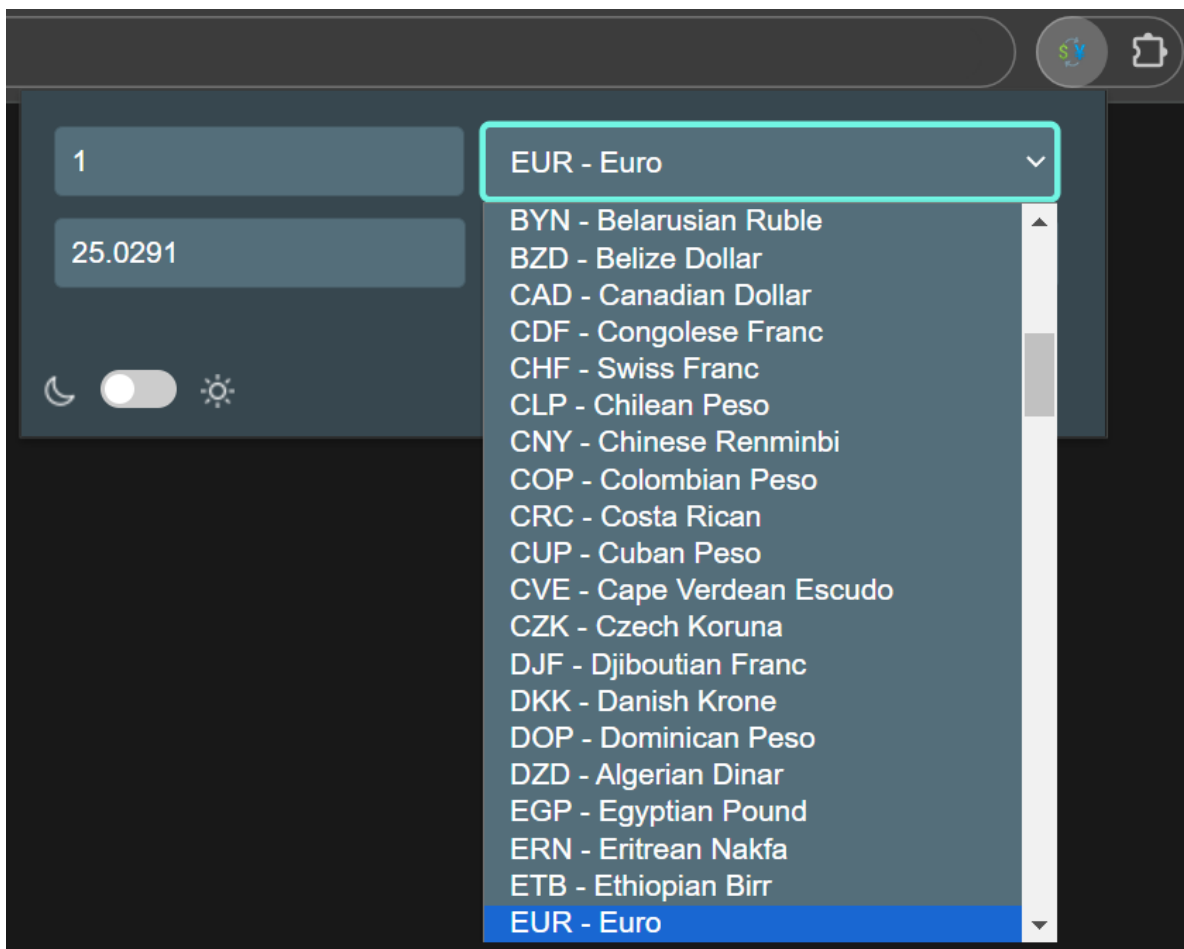 1
EUR - Euro
25.0291
BYN - Belarusian Ruble
BZD - Belize Dollar
CAD - Canadian Dollar
CDF - Congolese Franc
CHF - Swiss Franc
CLP - Chilean Peso
CNY - Chinese Renminbi
COP - Colombian Peso
CRC - Costa Rican
CUP - Cuban Peso
CVE - Cape Verdean Escudo
CZK - Czech Koruna
DJF - Djiboutian Franc
DKK - Danish Krone
DOP - Dominican Peso
DZD - Algerian Dinar
EGP - Egyptian Pound
ERN - Eritrean Nakfa
ETB - Ethiopian Birr
EUR - Euro